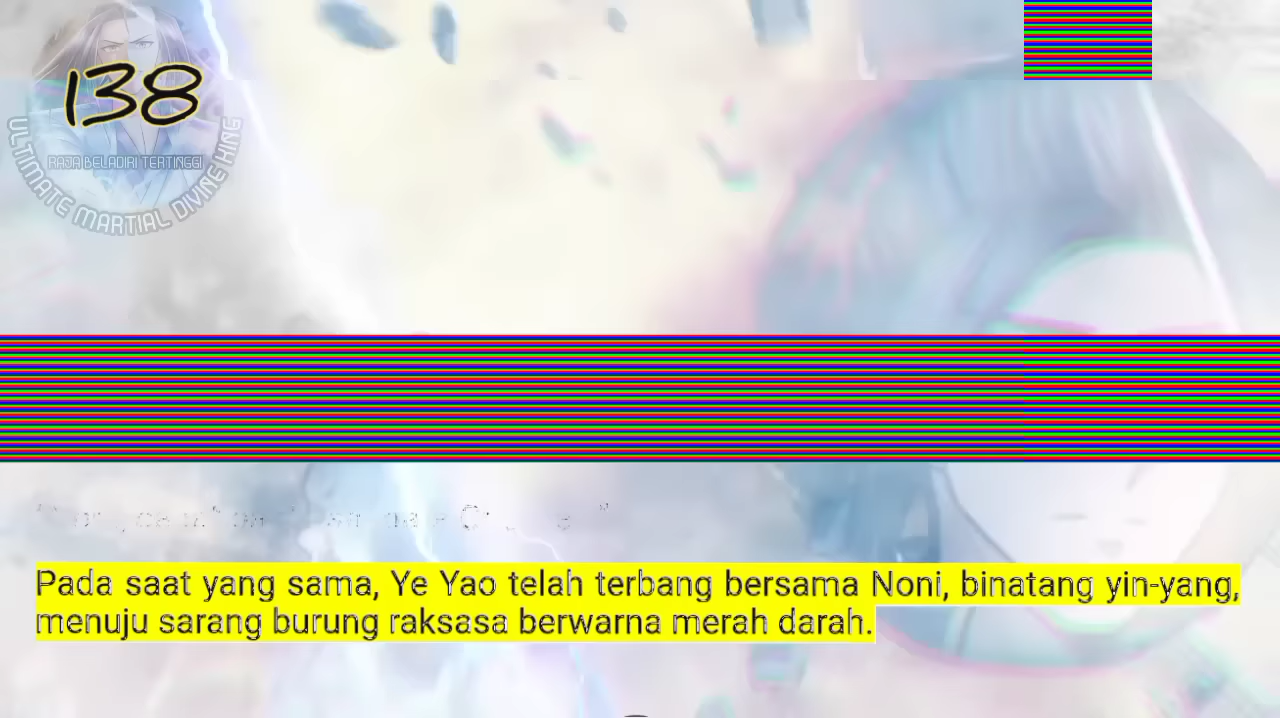 138
RAJA BELADIRI TERTINGGI
ULTIMATE MARTIAL DIVINE KING
Pada saat yang sama, Ye Yao telah terbang bersama Noni, binatang yin-yang,
menuju sarang burung raksasa berwarna merah darah.